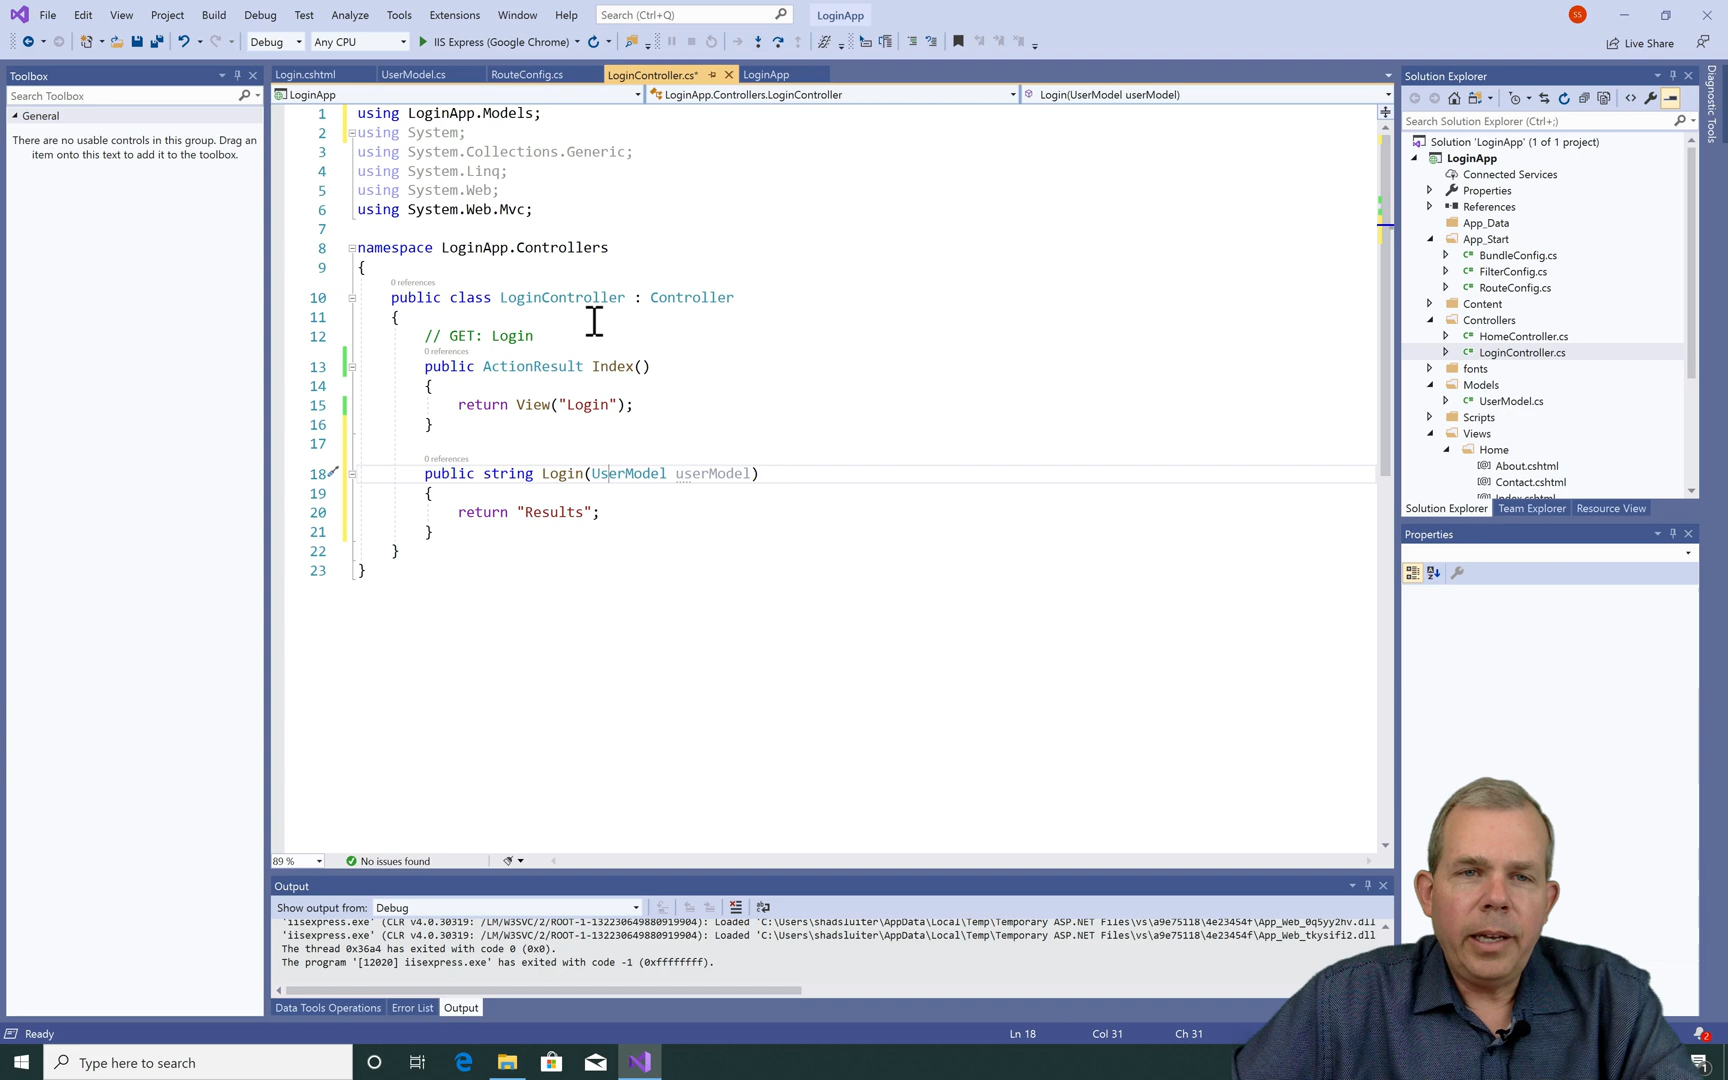 File Edit View Project Build Debug Test Analyze Tools Extensions Window Help Search (Ctrl+Q) LoginApp SS
Debug Any CPU IIS Express (Google Chrome) Live Share
Toolbox
Search Toolbox
General
There are no usable controls in this group. Drag an
item onto this text to add it to the toolbox.
Login.cshtml UserModel.cs RouteConfig.cs LoginController.cs* LoginApp
LoginApp LoginApp.Controllers.LoginController Login(UserModel userModel)
1 using LoginApp.Models;
2 using System;
3 using System.Collections.Generic;
4 using System.Linq;
5 using System.Web;
6 using System.Web.Mvc;
7
8 namespace LoginApp.Controllers
9 {
0 references
10 public class LoginController : Controller
11 {
12 // GET: Login
0 references
13 public ActionResult Index()
14 {
15 return View("Login");
16 }
17
0 references
18 public string Login(UserModel userModel)
19 {
20 return "Results";
21 }
22 }
23 }
89 % No issues found
Output
Show output from: Debug
'iisexpress.exe' (CLR v4.0.30319: /LM/W3SVC/2/ROOT-1-132230649880919904): Loaded 'C:\Users\shadsluiter\AppData\Local\Temp\Temporary ASP.NET Files\vs\a9e75118\4e23454f\App_Web_0q5yy2hv.dll
'iisexpress.exe' (CLR v4.0.30319: /LM/W3SVC/2/ROOT-1-132230649880919904): Loaded 'C:\Users\shadsluiter\AppData\Local\Temp\Temporary ASP.NET Files\vs\a9e75118\4e23454f\App_Web_tkysifi2.dll
The thread 0x36a4 has exited with code 0 (0x0).
The program '[12020] iisexpress.exe' has exited with code -1 (0xffffffff).
Data Tools Operations Error List Output
Solution Explorer
Search Solution Explorer (Ctrl+;)
Solution 'LoginApp' (1 of 1 project)
LoginApp
Connected Services
Properties
References
App_Data
App_Start
BundleConfig.cs
FilterConfig.cs
RouteConfig.cs
Content
Controllers
HomeController.cs
LoginController.cs
fonts
Models
UserModel.cs
Scripts
Views
Home
About.cshtml
Contact.cshtml
Index.cshtml
Solution Explorer Team Explorer Resource View
Properties
Diagnostic Tools
Ready Ln 18 Col 31 Ch 31 2
Type here to search 1